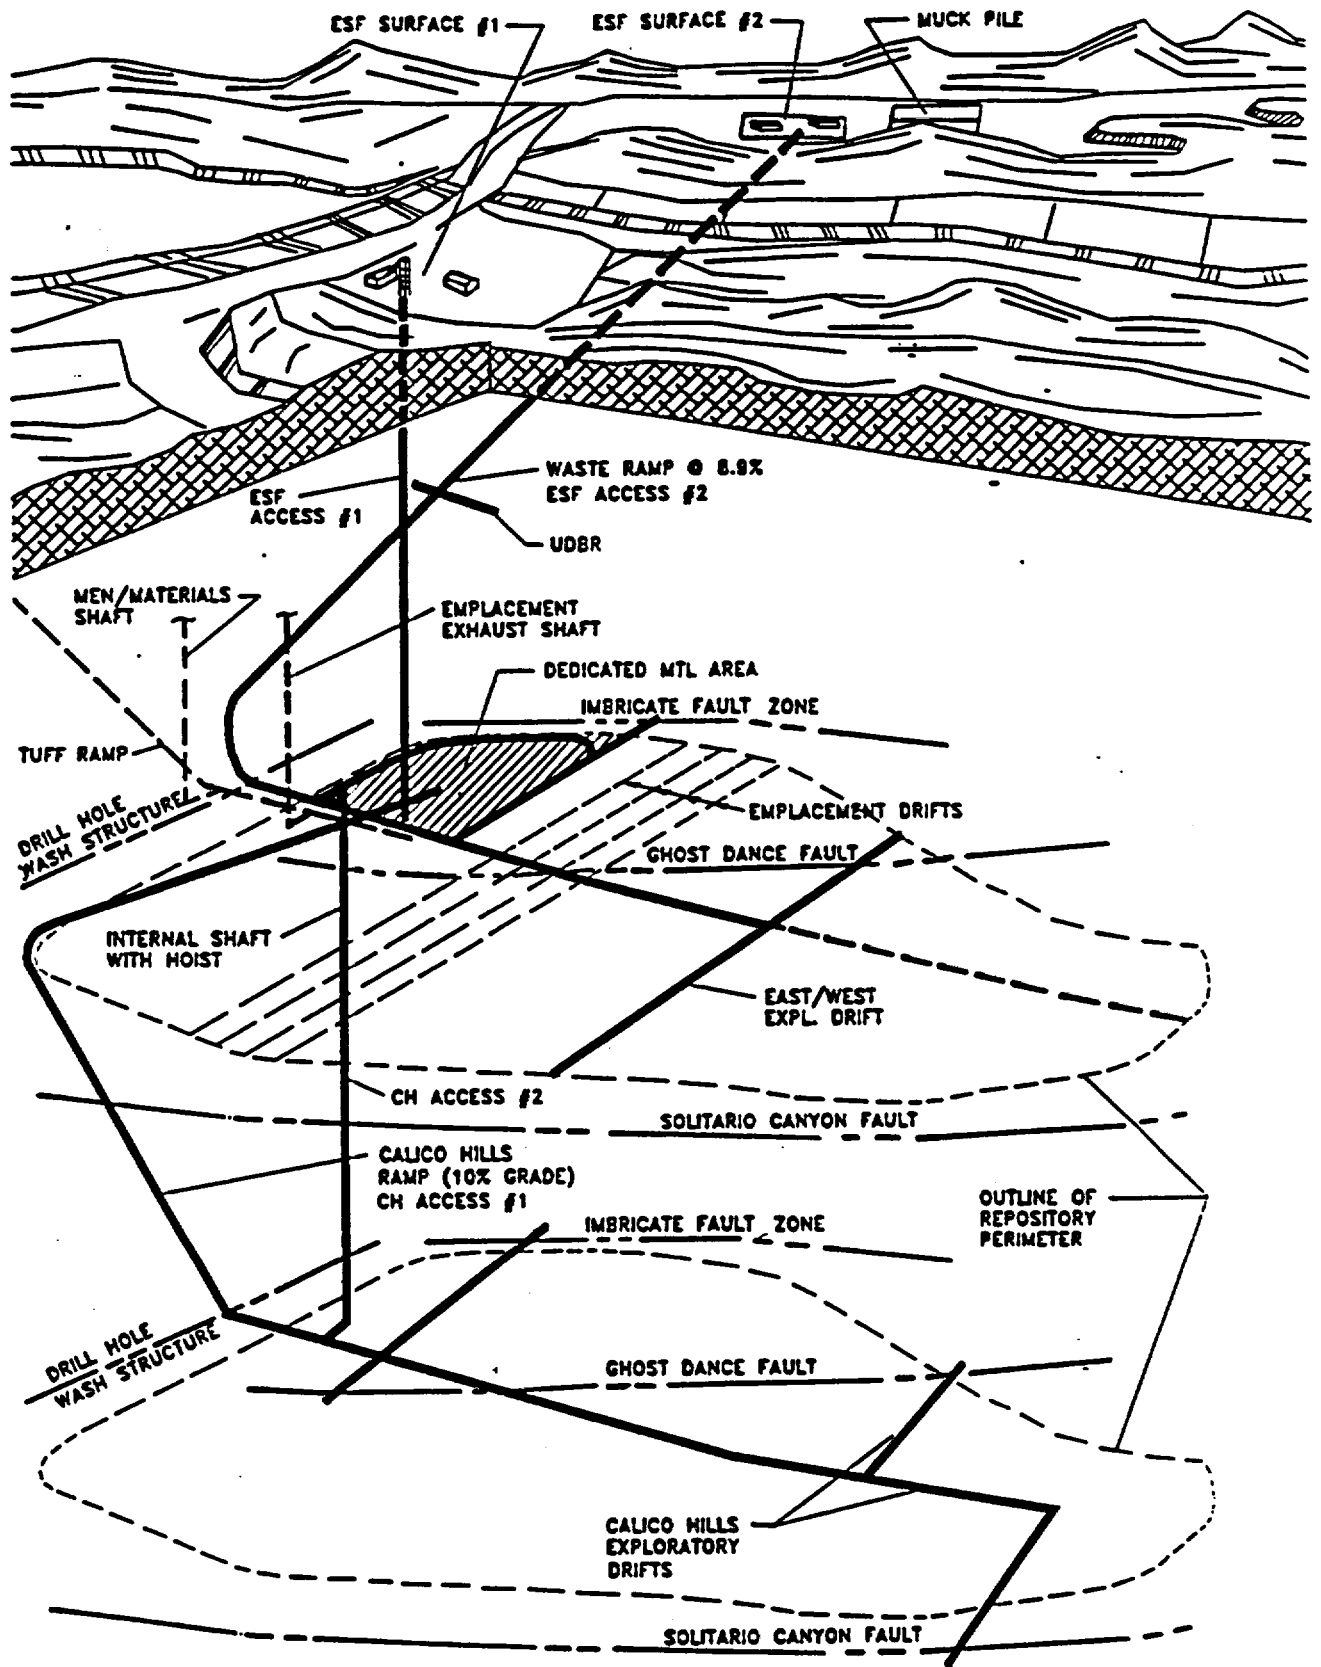 ESF SURFACE #1
ESF SURFACE #2
MUCK PILE
WASTE RAMP @ 8.9%
ESF ACCESS #2
ESF
ACCESS #1
UDBR
MEN/MATERIALS
SHAFT
EMPLACEMENT
EXHAUST SHAFT
DEDICATED MTL AREA
IMBRICATE FAULT ZONE
TUFF RAMP
DRILL HOLE
WASH STRUCTURE
EMPLACEMENT DRIFTS
GHOST DANCE FAULT
INTERNAL SHAFT
WITH HOIST
EAST/WEST
EXPL. DRIFT
CH ACCESS #2
SOLITARIO CANYON FAULT
CALICO HILLS
RAMP (10% GRADE)
CH ACCESS #1
OUTLINE OF
REPOSITORY
PERIMETER
IMBRICATE FAULT ZONE
DRILL HOLE
WASH STRUCTURE
GHOST DANCE FAULT
CALICO HILLS
EXPLORATORY
DRIFTS
SOLITARIO CANYON FAULT